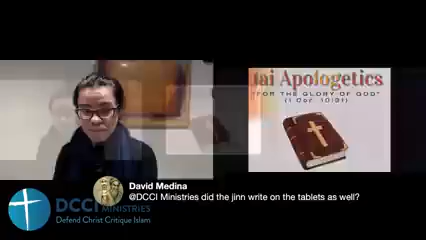 Jai Apologetics
"FOR THE GLORY OF GOD"
(1 Cor. 10:31)
David Medina
@DCCI Ministries did the jinn write on the tablets as well?
DCCI
MINISTRIES
Defend Christ Critique Islam